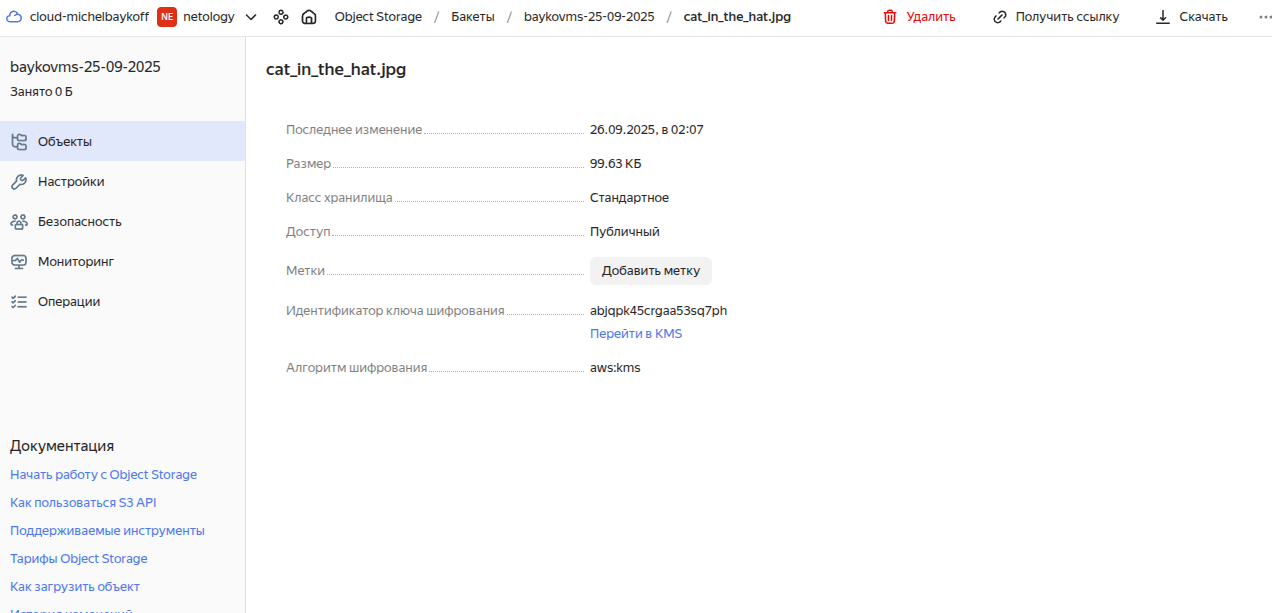 cloud-michelbaykoff NE netology Object Storage / Бакеты / baykovms-25-09-2025 / cat_in_the_hat.jpg Удалить Получить ссылку Скачать
baykovms-25-09-2025
Занято 0 Б
Объекты
Настройки
Безопасность
Мониторинг
Операции
Документация
Начать работу с Object Storage
Как пользоваться S3 API
Поддерживаемые инструменты
Тарифы Object Storage
Как загрузить объект
История изменений
cat_in_the_hat.jpg
Последнее изменение 26.09.2025, в 02:07
Размер 99.63 КБ
Класс хранилища Стандартное
Доступ Публичный
Метки Добавить метку
Идентификатор ключа шифрования abjqpk45crgaa53sq7ph
Перейти в KMS
Алгоритм шифрования aws:kms